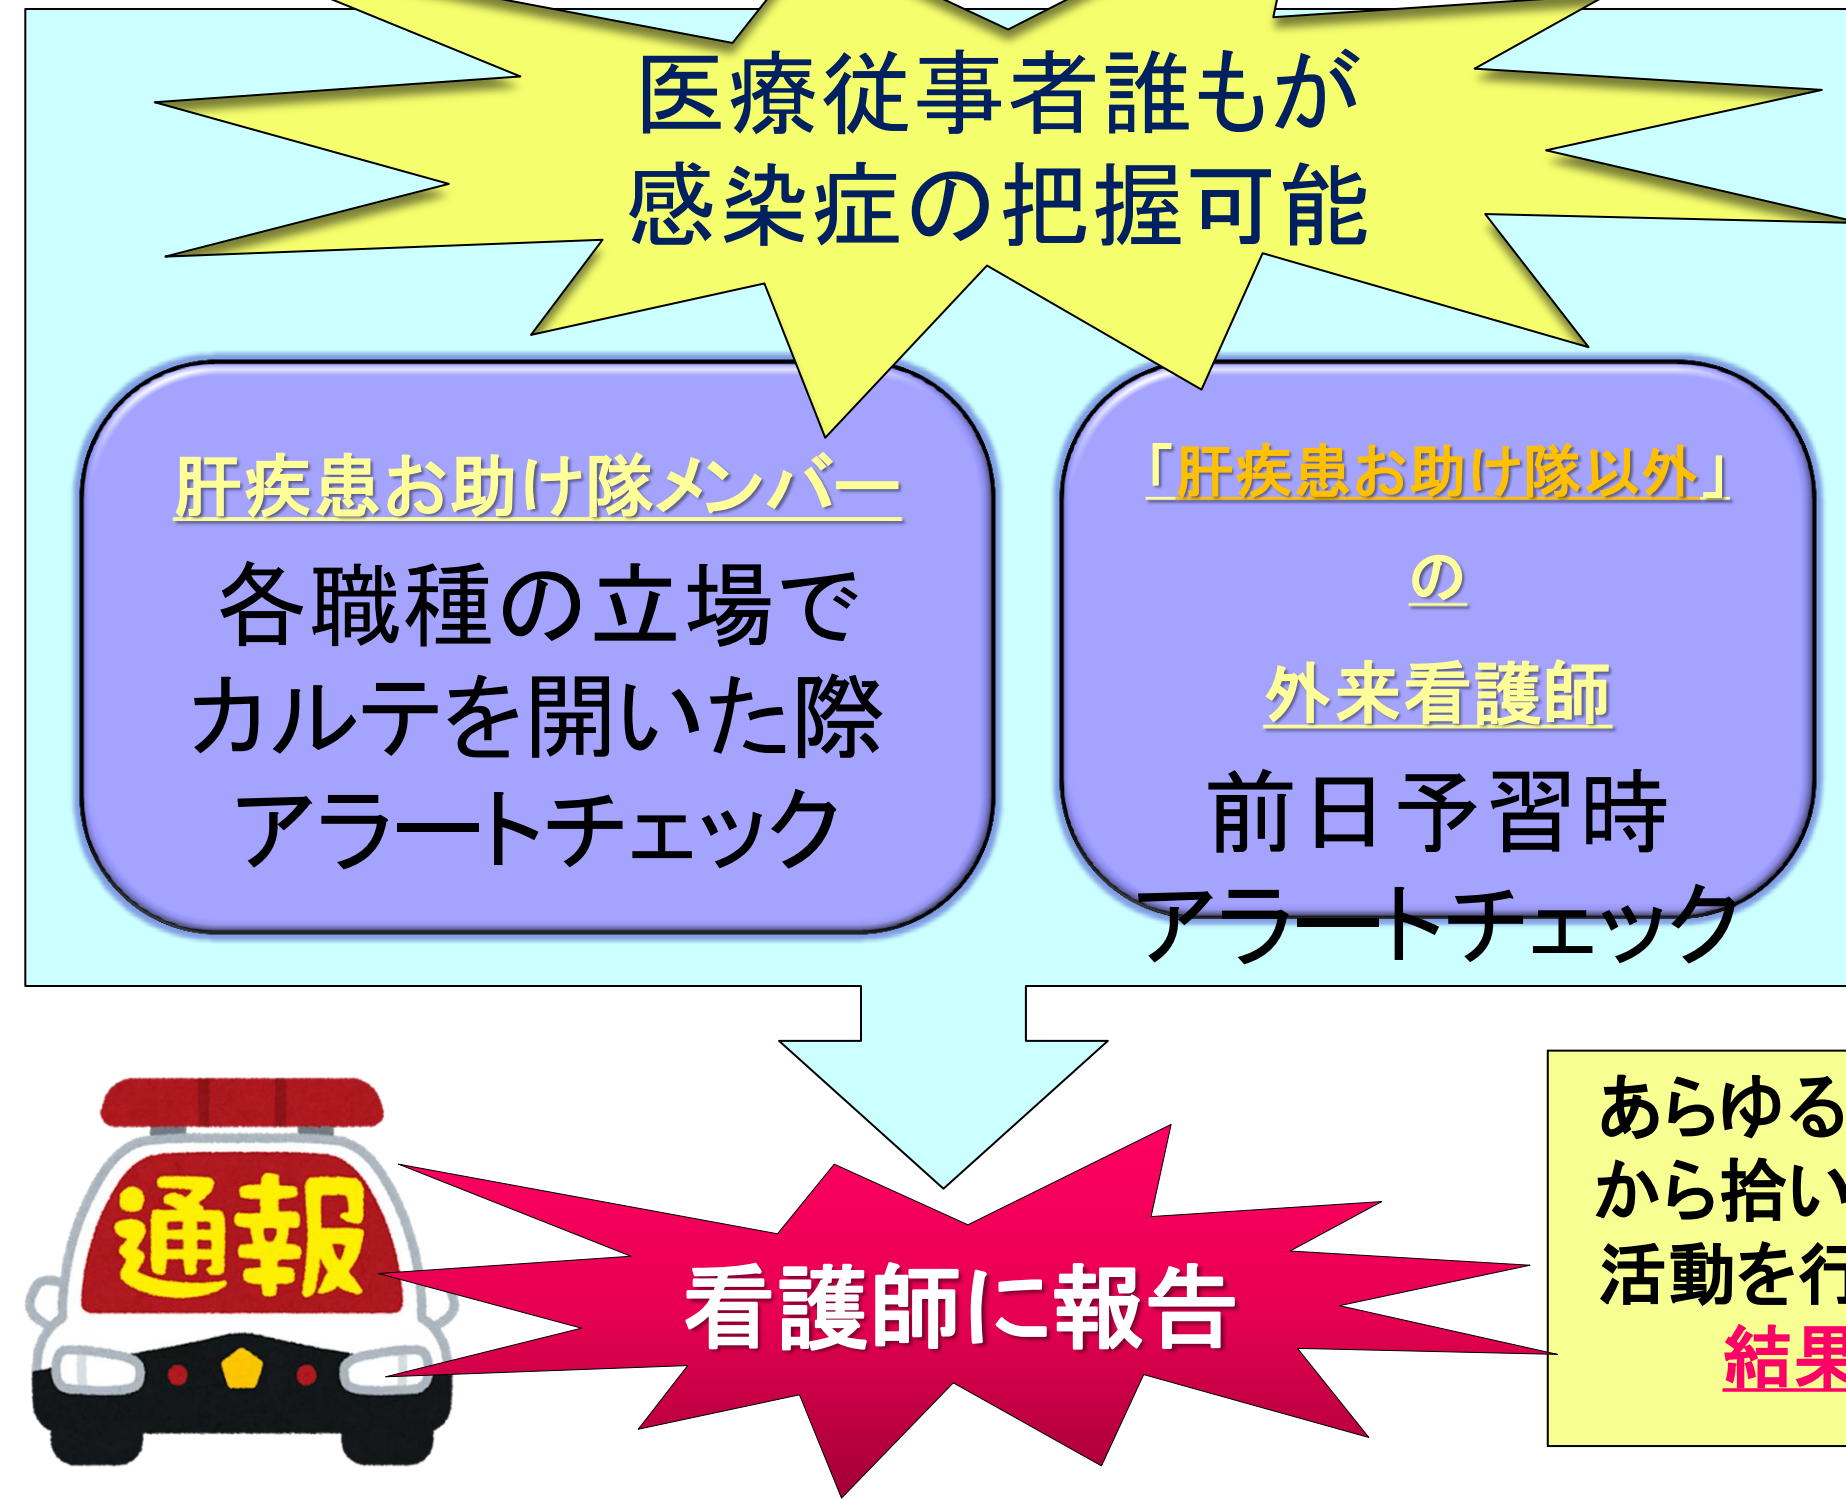 医療従事者誰もが
感染症の把握可能
肝疾患お助け隊メンバー
各職種の立場で
カルテを開いた際
アラートチェック
「肝疾患お助け隊以外」
の
外来看護師
前日予習時
アラートチェック
通報
看護師に報告
あらゆる
から拾い
活動を行
結果